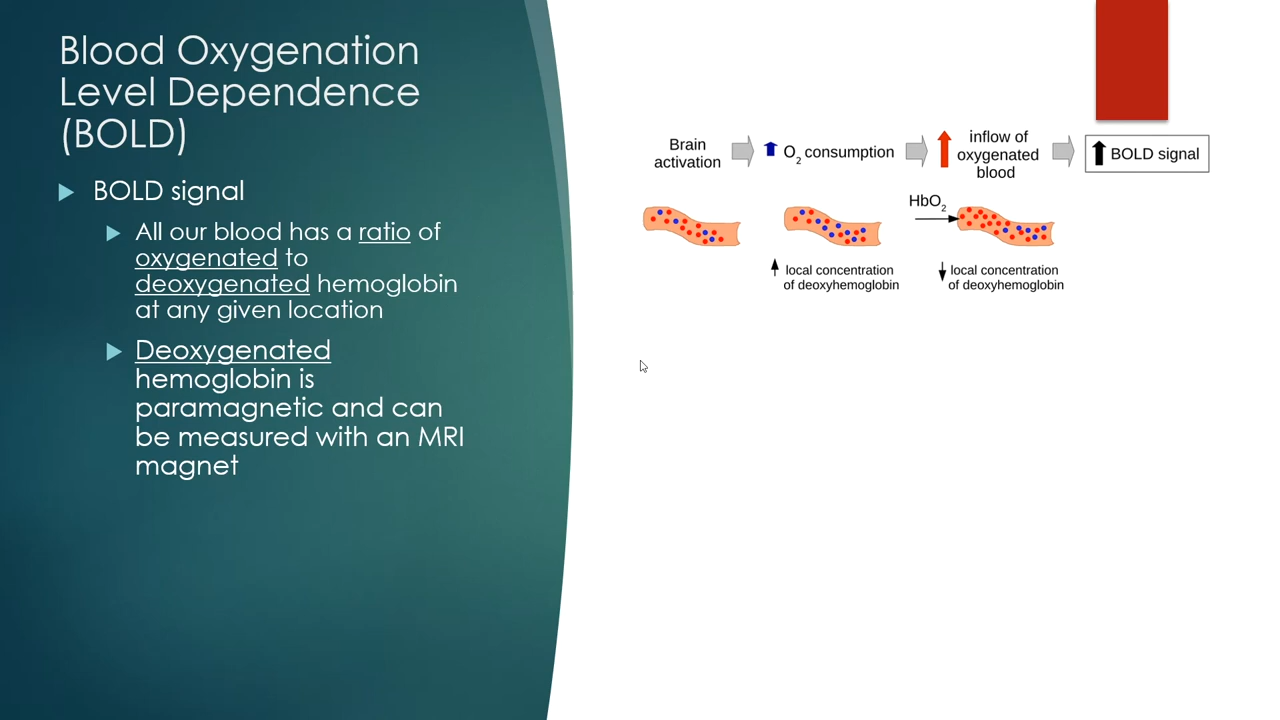 Blood Oxygenation
Level Dependence
(BOLD)
BOLD signal
All our blood has a ratio of
oxygenated to
deoxygenated hemoglobin
at any given location
Deoxygenated
hemoglobin is
paramagnetic and can
be measured with an MRI
magnet
Brain
activation
O2 consumption
inflow of
oxygenated
blood
BOLD signal
HbO2
local concentration
of deoxyhemoglobin
local concentration
of deoxyhemoglobin